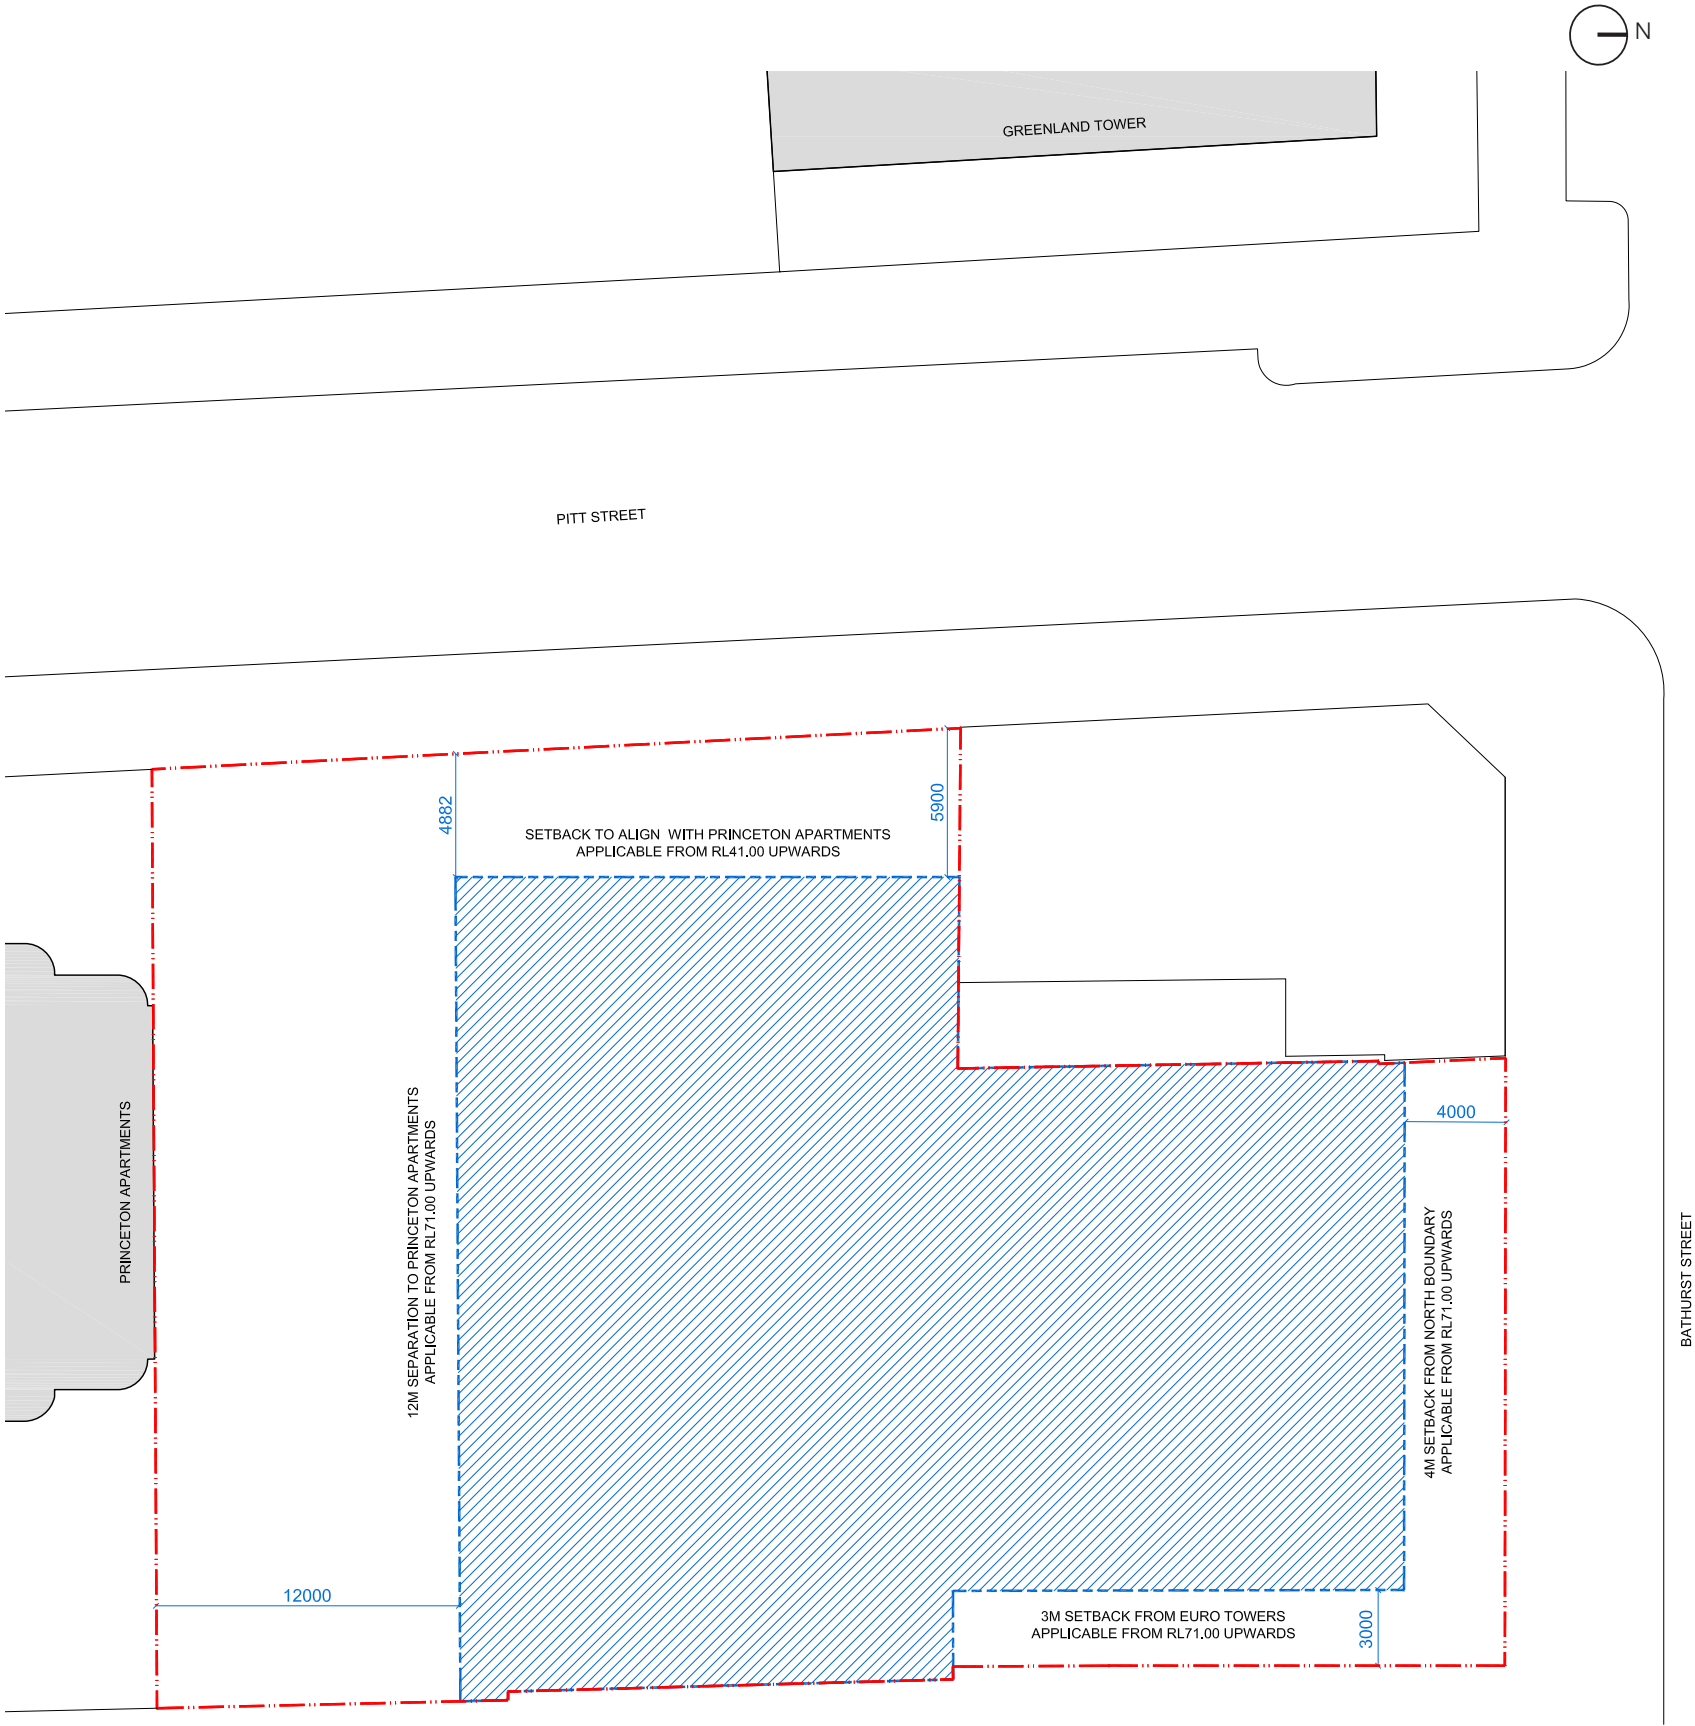 N
GREENLAND TOWER
PITT STREET
4882
5900
SETBACK TO ALIGN WITH PRINCETON APARTMENTS
APPLICABLE FROM RL41.00 UPWARDS
PRINCETON APARTMENTS
12M SEPARATION TO PRINCETON APARTMENTS
APPLICABLE FROM RL71.00 UPWARDS
4000
4M SETBACK FROM NORTH BOUNDARY
APPLICABLE FROM RL71.00 UPWARDS
BATHURST STREET
12000
3M SETBACK FROM EURO TOWERS
APPLICABLE FROM RL71.00 UPWARDS
3000